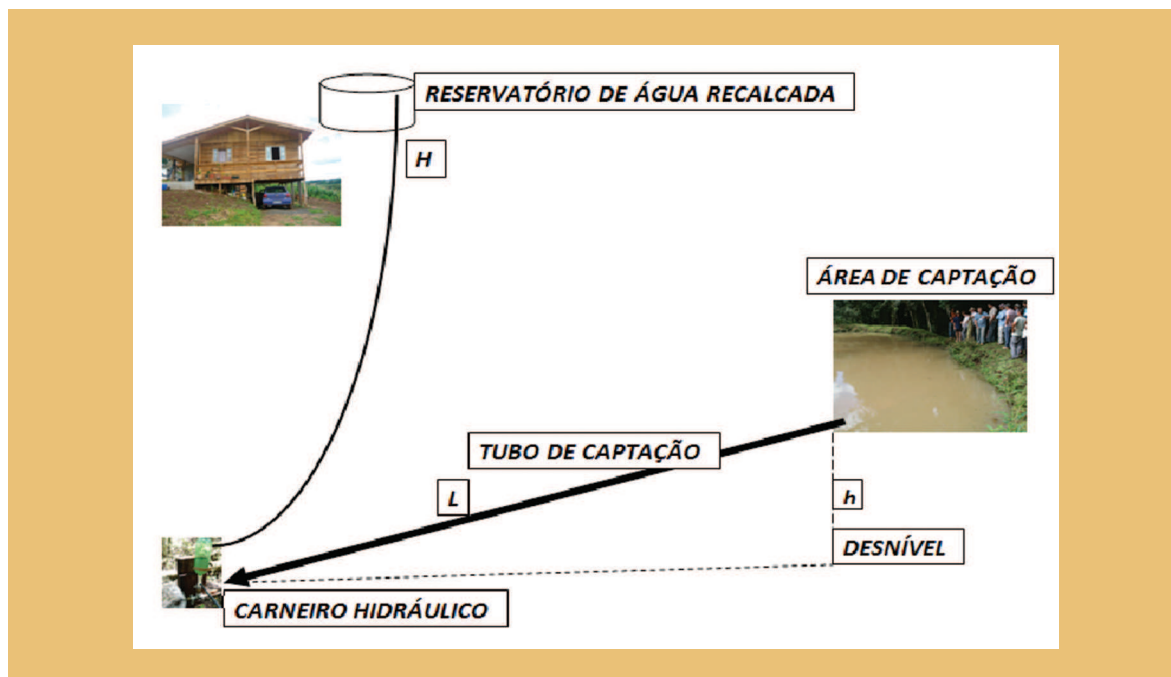 RESERVATÓRIO DE ÁGUA RECALCADA
H
ÁREA DE CAPTAÇÃO
TUBO DE CAPTAÇÃO
L
h
DESNÍVEL
CARNEIRO HIDRÁULICO